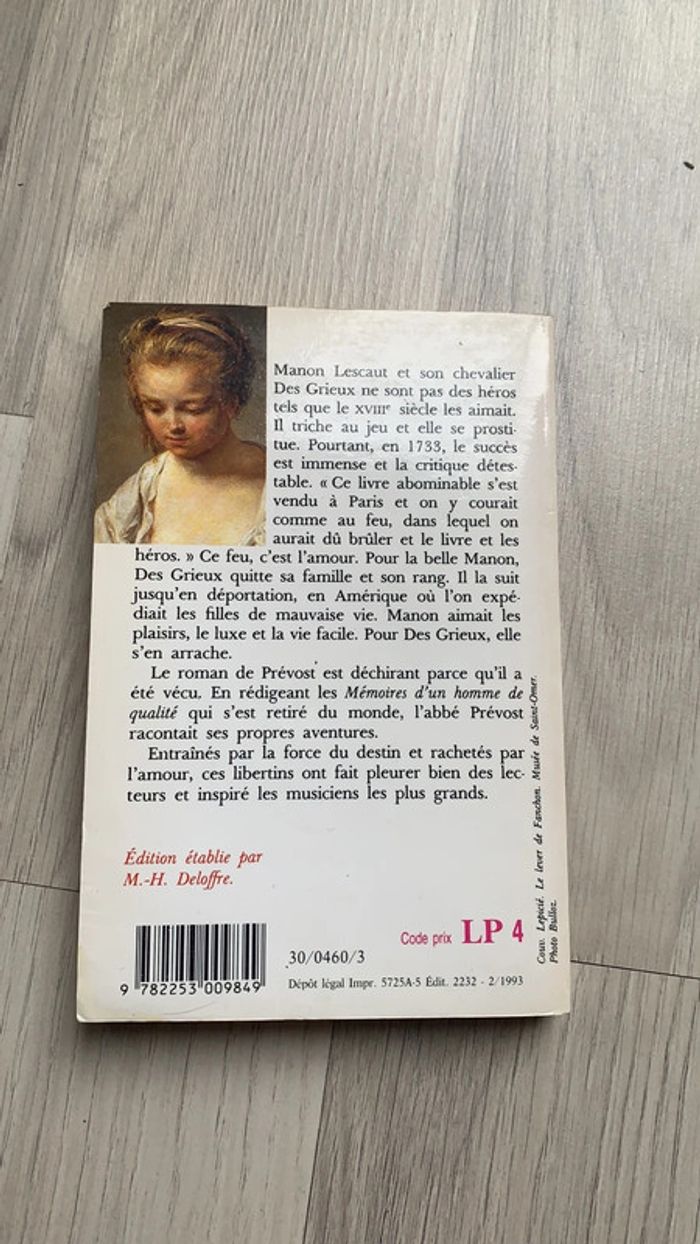 Manon Lescaut et son chevalier
Des Grieux ne sont pas des héros
tels que le XVIIIe siècle les aimait.
Il triche au jeu et elle se prosti-
tue. Pourtant, en 1733, le succès
est immense et la critique détes-
table. « Ce livre abominable s'est
vendu à Paris et on y courait
comme au feu, dans lequel on
aurait dû brûler et le livre et les
héros. » Ce feu, c'est l'amour. Pour la belle Manon,
Des Grieux quitte sa famille et son rang. Il la suit
jusqu'en déportation, en Amérique où l'on expé-
diait les filles de mauvaise vie. Manon aimait les
plaisirs, le luxe et la vie facile. Pour Des Grieux, elle
s'en arrache.
Le roman de Prévost est déchirant parce qu'il a
été vécu. En rédigeant les Mémoires d'un homme de
qualité qui s'est retiré du monde, l'abbé Prévost
racontait ses propres aventures.
Entraînés par la force du destin et rachetés par
l'amour, ces libertins ont fait pleurer bien des lec-
teurs et inspiré les musiciens les plus grands.
Édition établie par
M.-H. Deloffre.
Code prix LP 4
30/0460/3
9 782253 009849
Dépôt légal Impr. 5725A-5 Édit. 2232 - 2/1993
Couv. Lepicié. Le lever de Fanchon. Musée de Saint-Omer.
Photo Bulloz.